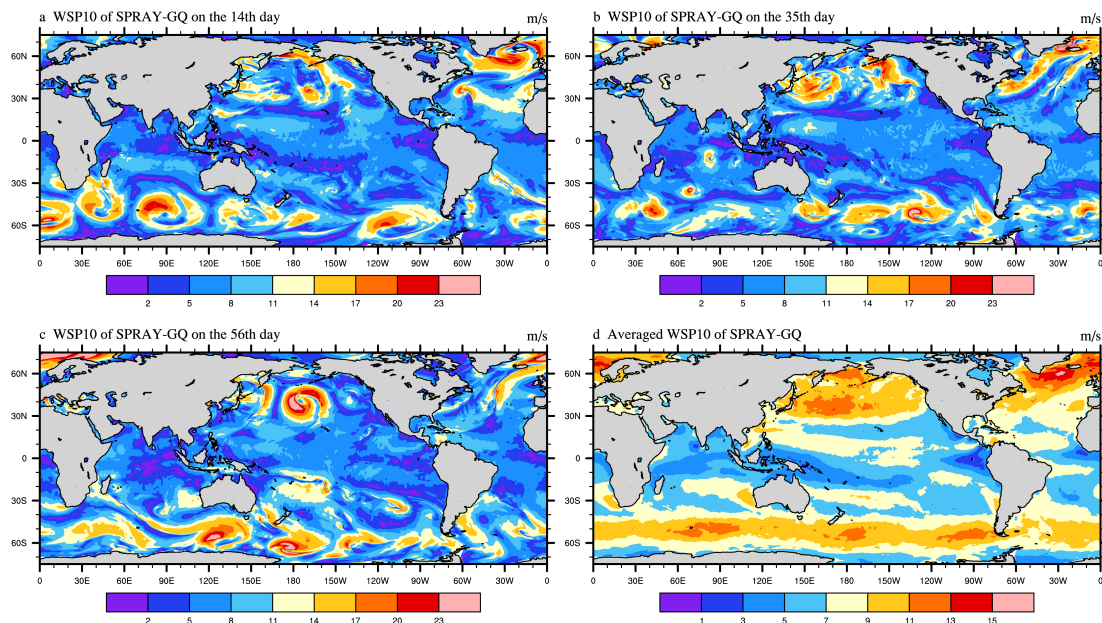 a WSP10 of SPRAY-GQ on the 14th day m/s
60N
30N
0
30S
60S
0 30E 60E 90E 120E 150E 180 150W 120W 90W 60W 30W 0
2 5 8 11 14 17 20 23
b WSP10 of SPRAY-GQ on the 35th day m/s
60N
30N
0
30S
60S
0 30E 60E 90E 120E 150E 180 150W 120W 90W 60W 30W 0
2 5 8 11 14 17 20 23
c WSP10 of SPRAY-GQ on the 56th day m/s
60N
30N
0
30S
60S
0 30E 60E 90E 120E 150E 180 150W 120W 90W 60W 30W 0
2 5 8 11 14 17 20 23
d Averaged WSP10 of SPRAY-GQ m/s
60N
30N
0
30S
60S
0 30E 60E 90E 120E 150E 180 150W 120W 90W 60W 30W 0
1 3 5 7 9 11 13 15